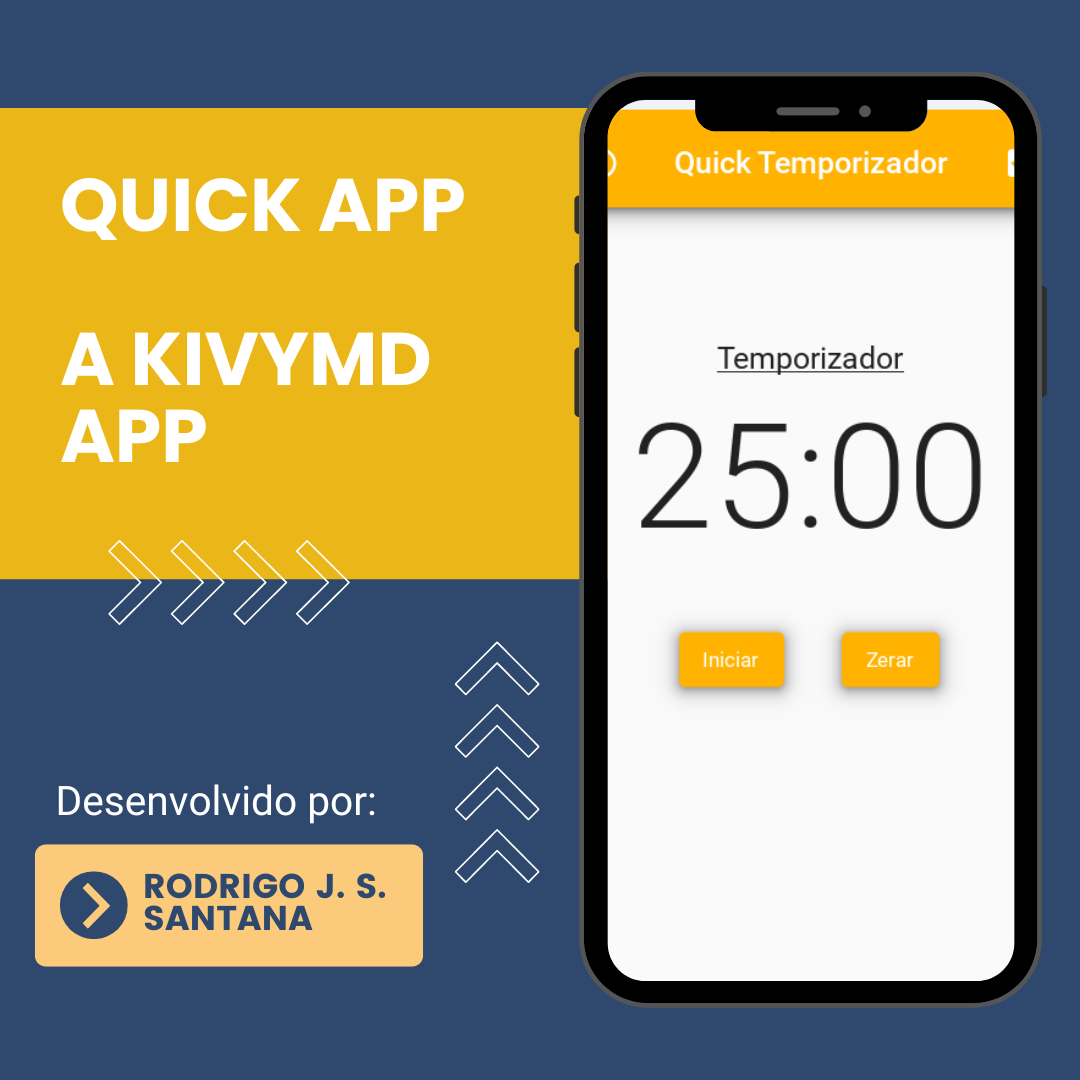 QUICK APP
A KIVYMD
APP
Desenvolvido por:
RODRIGO J. S.
SANTANA
Quick Temporizador
Temporizador
25:00
Iniciar
Zerar